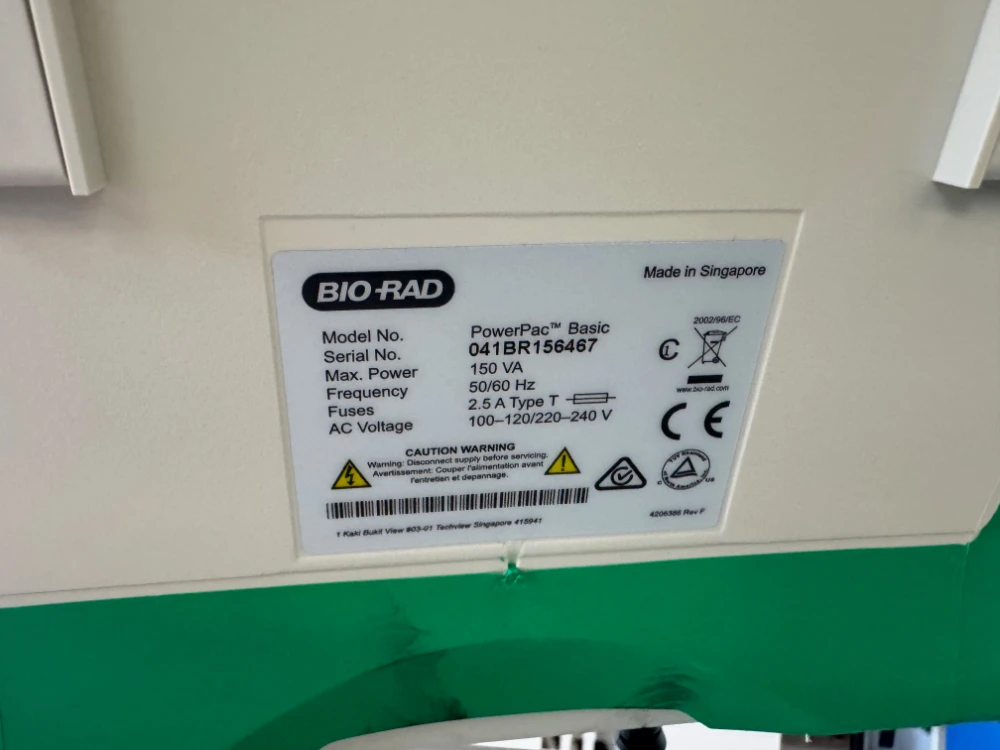 BIO-RAD
Made in Singapore
Model No. PowerPac™ Basic
Serial No. 041BR156467
Max. Power 150 VA
Frequency 50/60 Hz
Fuses 2.5 A Type T
AC Voltage 100–120/220–240 V
2002/96/EC
www.bio-rad.com
CE
CAUTION WARNING
Warning: Disconnect supply before servicing.
Avertissement: Couper l'alimentation avant
l'entretien et depannage.
1 Kaki Bukit View #03-01 Techview Singapore 415941
4206386 Rev F